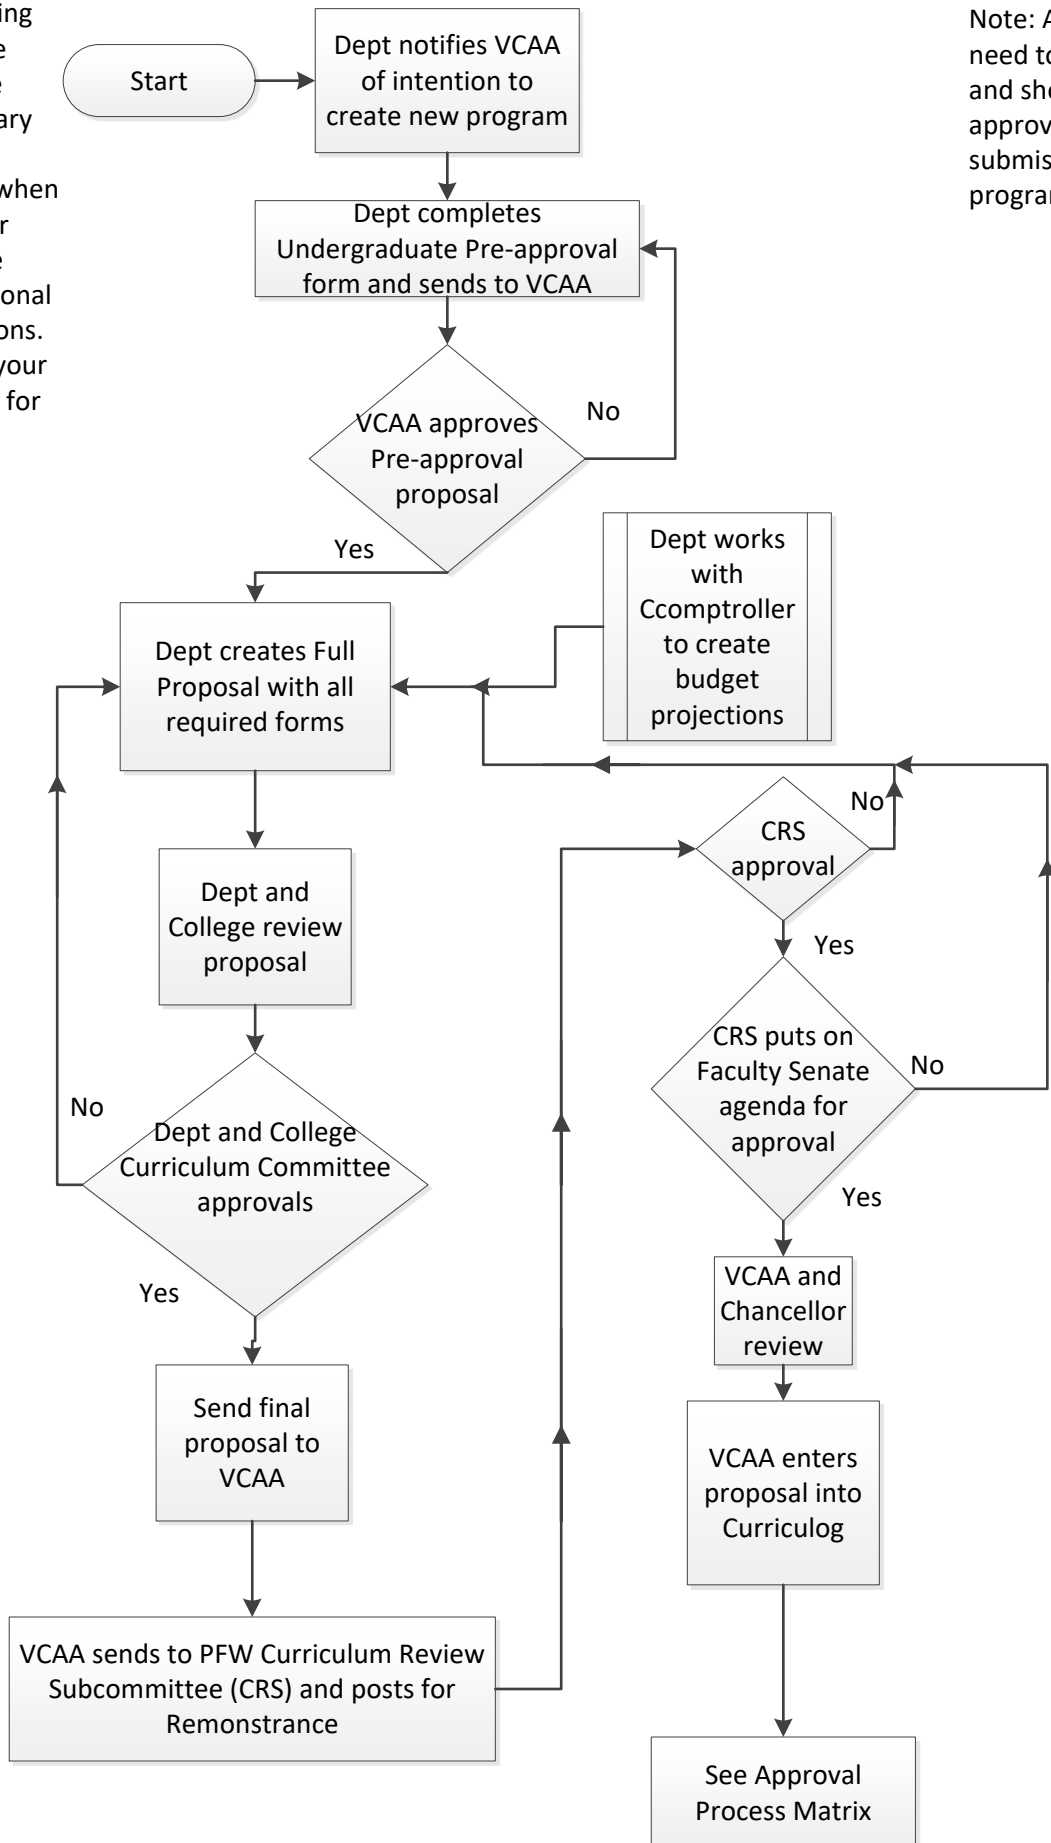 ing
e
e
ary
when
r
e
ional
ons.
your
for
Start
Dept notifies VCAA
of intention to
create new program
Note: A
need to
and sho
approv
submis
program
Dept completes
Undergraduate Pre-approval
form and sends to VCAA
VCAA approves
Pre-approval
proposal
No
Yes
Dept works
with
Ccomptroller
to create
budget
projections
Dept creates Full
Proposal with all
required forms
Dept and
College review
proposal
No
Dept and College
Curriculum Committee
approvals
Yes
Send final
proposal to
VCAA
VCAA sends to PFW Curriculum Review
Subcommittee (CRS) and posts for
Remonstrance
CRS
approval
No
Yes
CRS puts on
Faculty Senate
agenda for
approval
No
Yes
VCAA and
Chancellor
review
VCAA enters
proposal into
Curriculog
See Approval
Process Matrix